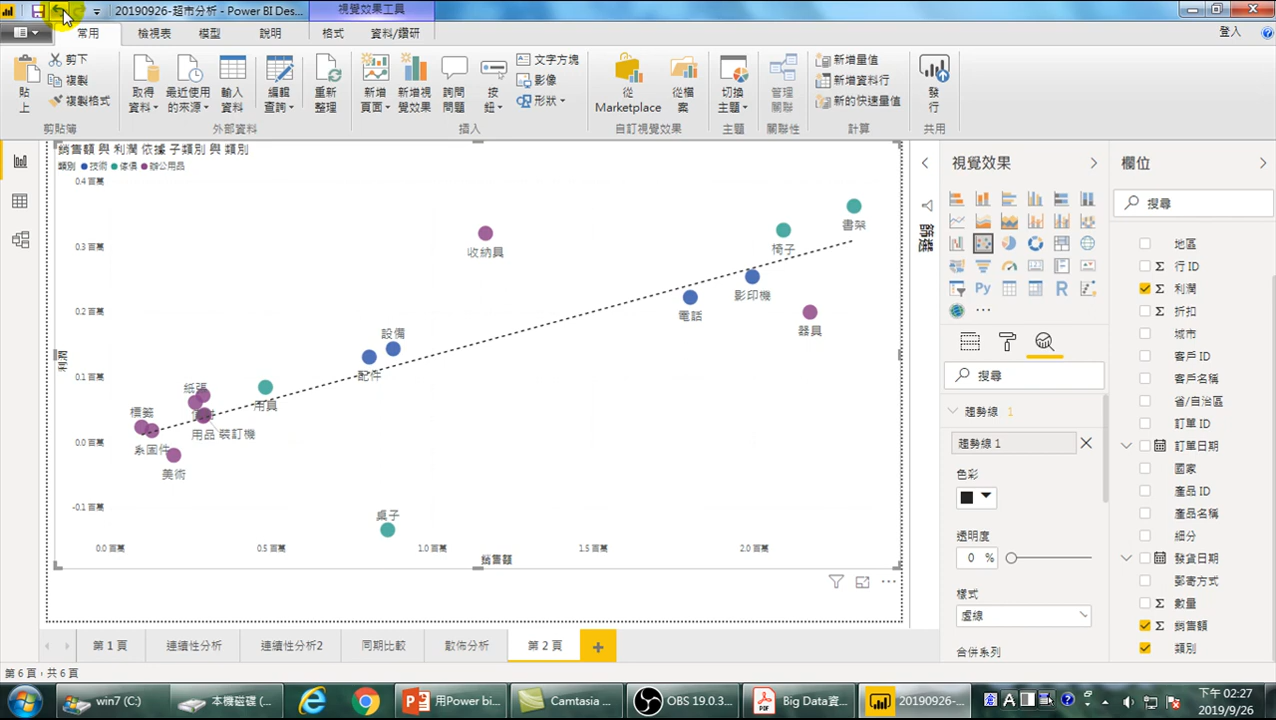 20190926-超市分析 - Power BI Des...
視覺效果工具
常用
檢視表
模型
說明
格式
資料/鑽研
登入
貼上
剪下
複製
複製格式
剪貼簿
取得資料
最近使用的來源
輸入資料
編輯查詢
重新整理
外部資料
新增頁面
新增視覺效果
詢問問題
按鈕
文字方塊
影像
形狀
插入
從 Marketplace
從檔案
自訂視覺效果
切換主題
主題
管理關聯
關聯性
新增量值
新增資料行
新的快速量值
計算
發行
共用
銷售額 與 利潤 依據 子類別 與 類別
類別 技術 傢俱 辦公用品
0.4 百萬
0.3 百萬
0.2 百萬
0.1 百萬
0.0 百萬
-0.1 百萬
利潤
書架
椅子
收納具
影印機
電話
器具
設備
配件
紙張
用具
標籤
用品 裝訂機
系固件
美術
桌子
0.0 百萬
0.5 百萬
1.0 百萬
1.5 百萬
2.0 百萬
銷售額
篩選
視覺效果
Py
R
搜尋
趨勢線 1
趨勢線 1
色彩
透明度
0 %
樣式
虛線
合併系列
欄位
搜尋
地區
行 ID
利潤
折扣
城市
客戶 ID
客戶名稱
省/自治區
訂單 ID
訂單日期
國家
產品 ID
產品名稱
細分
發貨日期
郵寄方式
數量
銷售額
類別
第 1 頁
連續性分析
連續性分析2
同期比較
散佈分析
第 2 頁
第 6 頁，共 6 頁
win7 (C:)
本機磁碟 (...
用Power bi...
Camtasia ...
OBS 19.0.3...
Big Data資...
20190926-...
下午 02:27
2019/9/26